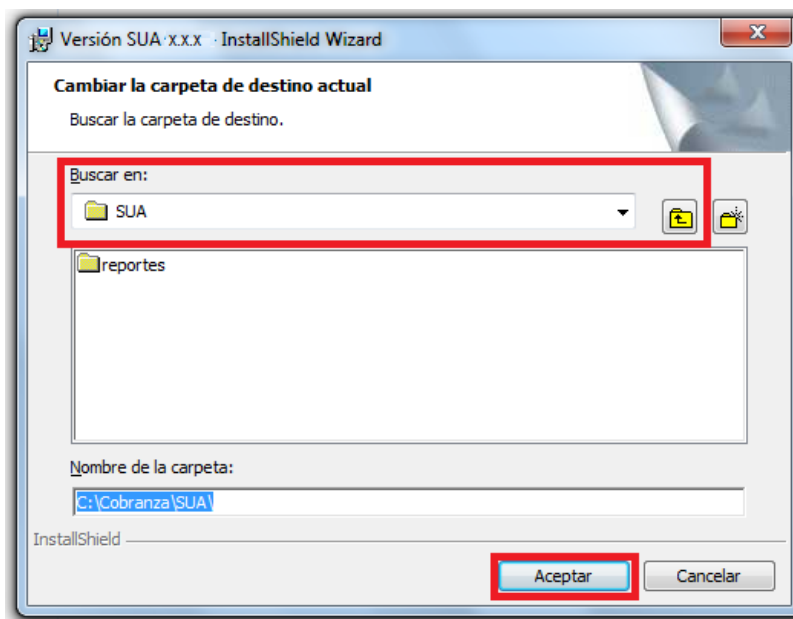 Versión SUA x.x.x - InstallShield Wizard
Cambiar la carpeta de destino actual
Buscar la carpeta de destino.
Buscar en:
SUA
reportes
Nombre de la carpeta:
C:\Cobranza\SUA\
InstallShield
Aceptar Cancelar